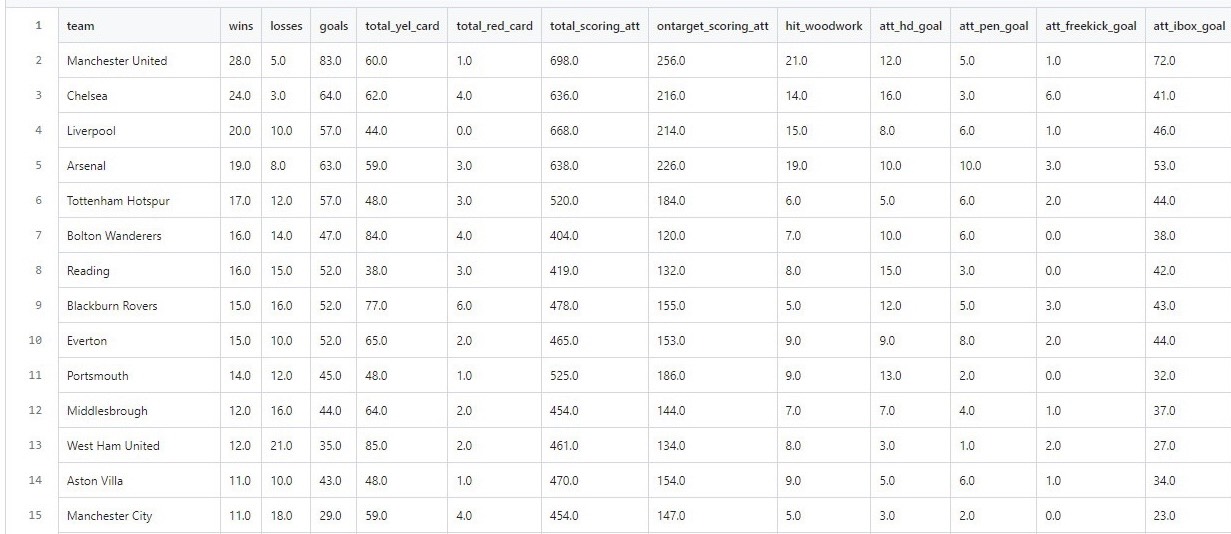 1 team wins losses goals total_yel_card total_red_card total_scoring_att ontarget_scoring_att hit_woodwork att_hd_goal att_pen_goal att_freekick_goal att_ibox_goal
2 Manchester United 28.0 5.0 83.0 60.0 1.0 698.0 256.0 21.0 12.0 5.0 1.0 72.0
3 Chelsea 24.0 3.0 64.0 62.0 4.0 636.0 216.0 14.0 16.0 3.0 6.0 41.0
4 Liverpool 20.0 10.0 57.0 44.0 0.0 668.0 214.0 15.0 8.0 6.0 1.0 46.0
5 Arsenal 19.0 8.0 63.0 59.0 3.0 638.0 226.0 19.0 10.0 10.0 3.0 53.0
6 Tottenham Hotspur 17.0 12.0 57.0 48.0 3.0 520.0 184.0 6.0 5.0 6.0 2.0 44.0
7 Bolton Wanderers 16.0 14.0 47.0 84.0 4.0 404.0 120.0 7.0 10.0 6.0 0.0 38.0
8 Reading 16.0 15.0 52.0 38.0 3.0 419.0 132.0 8.0 15.0 3.0 0.0 42.0
9 Blackburn Rovers 15.0 16.0 52.0 77.0 6.0 478.0 155.0 5.0 12.0 5.0 3.0 43.0
10 Everton 15.0 10.0 52.0 65.0 2.0 465.0 153.0 9.0 9.0 8.0 2.0 44.0
11 Portsmouth 14.0 12.0 45.0 48.0 1.0 525.0 186.0 9.0 13.0 2.0 0.0 32.0
12 Middlesbrough 12.0 16.0 44.0 64.0 2.0 454.0 144.0 7.0 7.0 4.0 1.0 37.0
13 West Ham United 12.0 21.0 35.0 85.0 2.0 461.0 134.0 8.0 3.0 1.0 2.0 27.0
14 Aston Villa 11.0 10.0 43.0 48.0 1.0 470.0 154.0 9.0 5.0 6.0 1.0 34.0
15 Manchester City 11.0 18.0 29.0 59.0 4.0 454.0 147.0 5.0 3.0 2.0 0.0 23.0